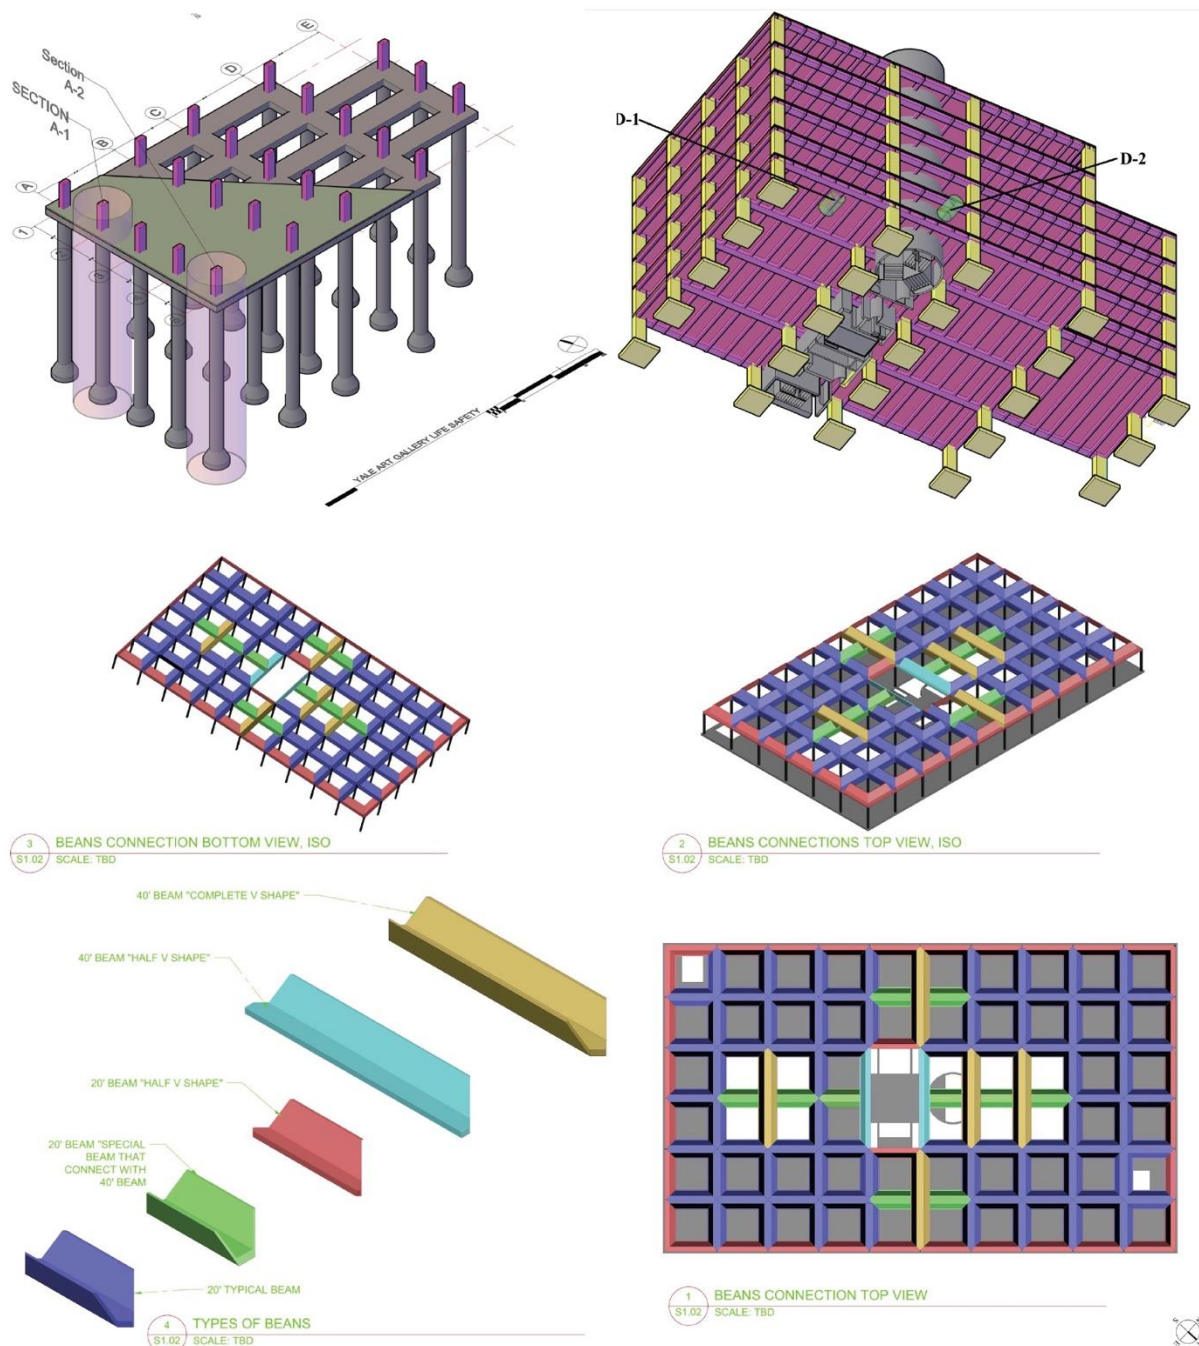 E
D
C
B
A
1
2
3
Section
A-2
SECTION
A-1
YALE ART GALLERY LIFE SAFETY
D-1
D-2
3
S1.02
BEANS CONNECTION BOTTOM VIEW, ISO
SCALE: TBD
2
S1.02
BEANS CONNECTIONS TOP VIEW, ISO
SCALE: TBD
40' BEAM "COMPLETE V SHAPE"
40' BEAM "HALF V SHAPE"
20' BEAM "HALF V SHAPE"
20' BEAM "SPECIAL
BEAM THAT
CONNECT WITH
40' BEAM
20' TYPICAL BEAM
4
S1.02
TYPES OF BEANS
SCALE: TBD
1
S1.02
BEANS CONNECTION TOP VIEW
SCALE: TBD